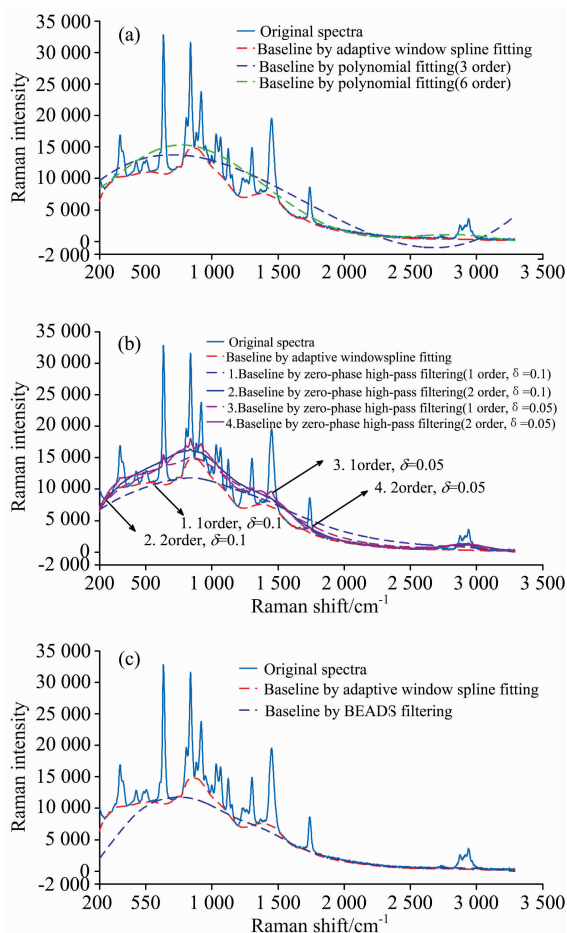 (a)
Original spectra
Baseline by adaptive window spline fitting
Baseline by polynomial fitting(3 order)
Baseline by polynomial fitting(6 order)
Raman intensity
35 000
30 000
25 000
20 000
15 000
10 000
5 000
0
-2 000
200 500 1 000 1 500 2 000 2 500 3 000 3 500
(b)
Original spectra
Baseline by adaptive windowspline fitting
1.Baseline by zero-phase high-pass filtering(1 order, δ=0.1)
2.Baseline by zero-phase high-pass filtering(2 order, δ=0.1)
3.Baseline by zero-phase high-pass filtering(1 order, δ=0.05)
4.Baseline by zero-phase high-pass filtering(2 order, δ=0.05)
3. 1order, δ=0.05
4. 2order, δ=0.05
1. 1order, δ=0.1
2. 2order, δ=0.1
Raman intensity
35 000
30 000
25 000
20 000
15 000
10 000
5 000
0
-2 000
200 550 1 000 1 500 2 000 2 500 3 000 3 500
Raman shift/cm⁻¹
(c)
Original spectra
Baseline by adaptive window spline fitting
Baseline by BEADS filtering
Raman intensity
35 000
30 000
25 000
20 000
15 000
10 000
5 000
0
-2 000
200 550 1 000 1 500 2 000 2 500 3 000 3 500
Raman shift/cm⁻¹